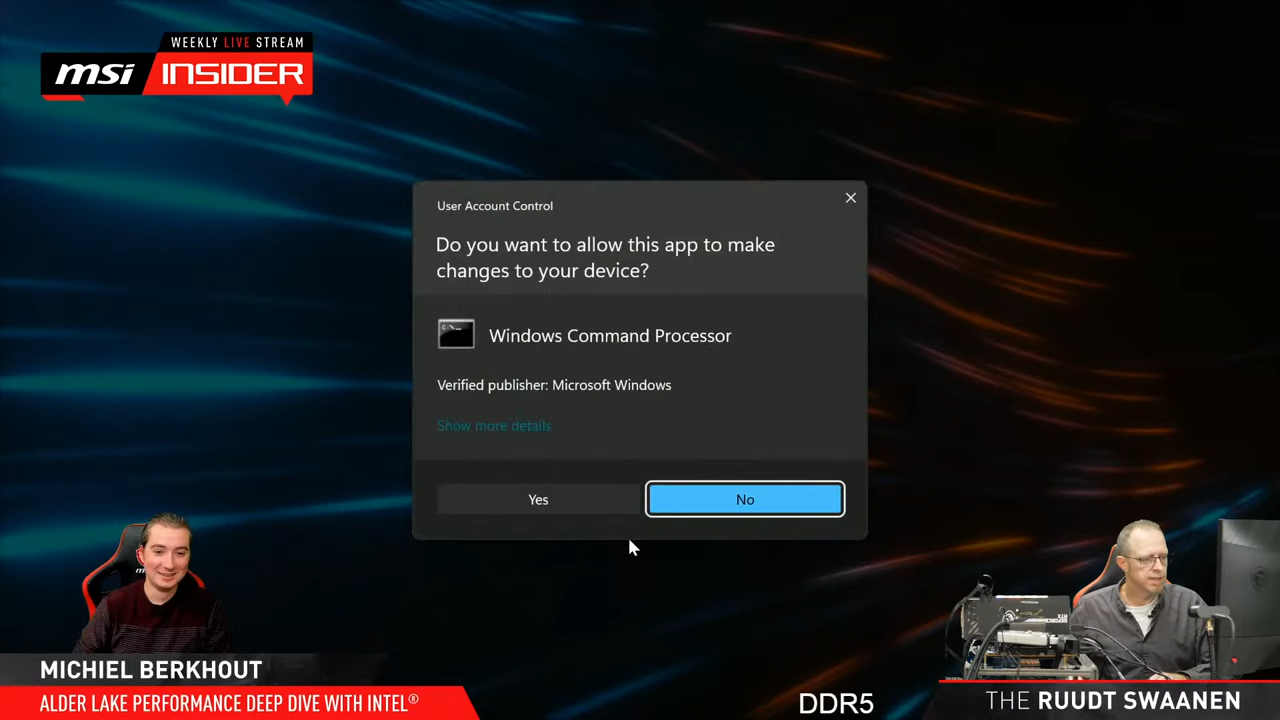 WEEKLY LIVE STREAM
msi INSIDER
User Account Control
Do you want to allow this app to make
changes to your device?
Windows Command Processor
Verified publisher: Microsoft Windows
Show more details
Yes
No
MICHIEL BERKHOUT
ALDER LAKE PERFORMANCE DEEP DIVE WITH INTEL®
DDR5
THE RUUDT SWAANEN